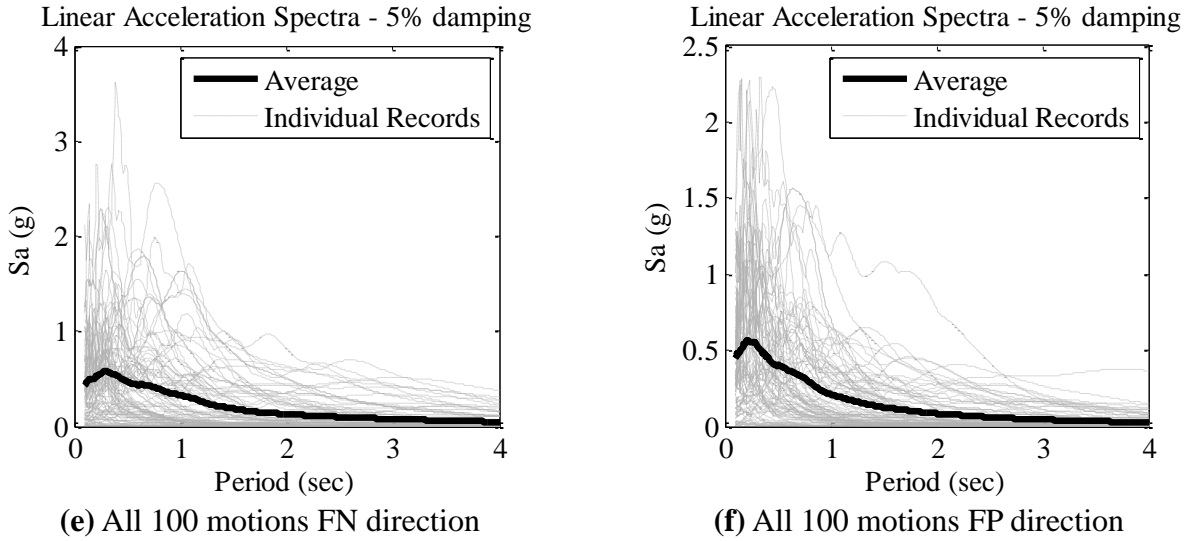 Linear Acceleration Spectra - 5% damping
4
3
2
1
0
Sa (g)
Average
Individual Records
0 1 2 3 4
Period (sec)
(e) All 100 motions FN direction
Linear Acceleration Spectra - 5% damping
2.5
2
1.5
1
0.5
0
Sa (g)
Average
Individual Records
0 1 2 3 4
Period (sec)
(f) All 100 motions FP direction